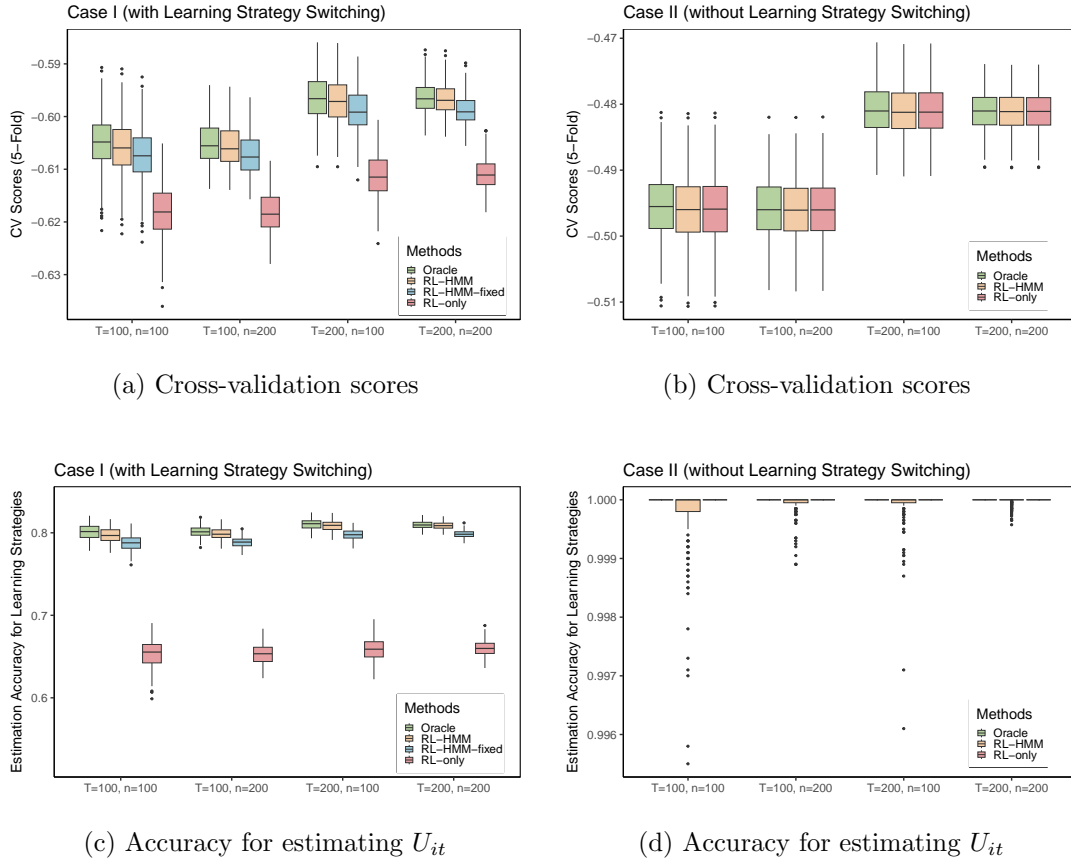 Case I (with Learning Strategy Switching)
CV Scores (5-Fold)
−0.59
−0.60
−0.61
−0.62
−0.63
Methods
Oracle
RL−HMM
RL−HMM−fixed
RL−only
T=100, n=100
T=100, n=200
T=200, n=100
T=200, n=200
(a) Cross-validation scores
Case II (without Learning Strategy Switching)
CV Scores (5-Fold)
−0.47
−0.48
−0.49
−0.50
−0.51
Methods
Oracle
RL−HMM
RL−only
T=100, n=100
T=100, n=200
T=200, n=100
T=200, n=200
(b) Cross-validation scores
Case I (with Learning Strategy Switching)
Estimation Accuracy for Learning Strategies
0.8
0.7
0.6
Methods
Oracle
RL−HMM
RL−HMM−fixed
RL−only
T=100, n=100
T=100, n=200
T=200, n=100
T=200, n=200
(c) Accuracy for estimating U_{it}
Case II (without Learning Strategy Switching)
Estimation Accuracy for Learning Strategies
1.000
0.999
0.998
0.997
0.996
Methods
Oracle
RL−HMM
RL−only
T=100, n=100
T=100, n=200
T=200, n=100
T=200, n=200
(d) Accuracy for estimating U_{it}